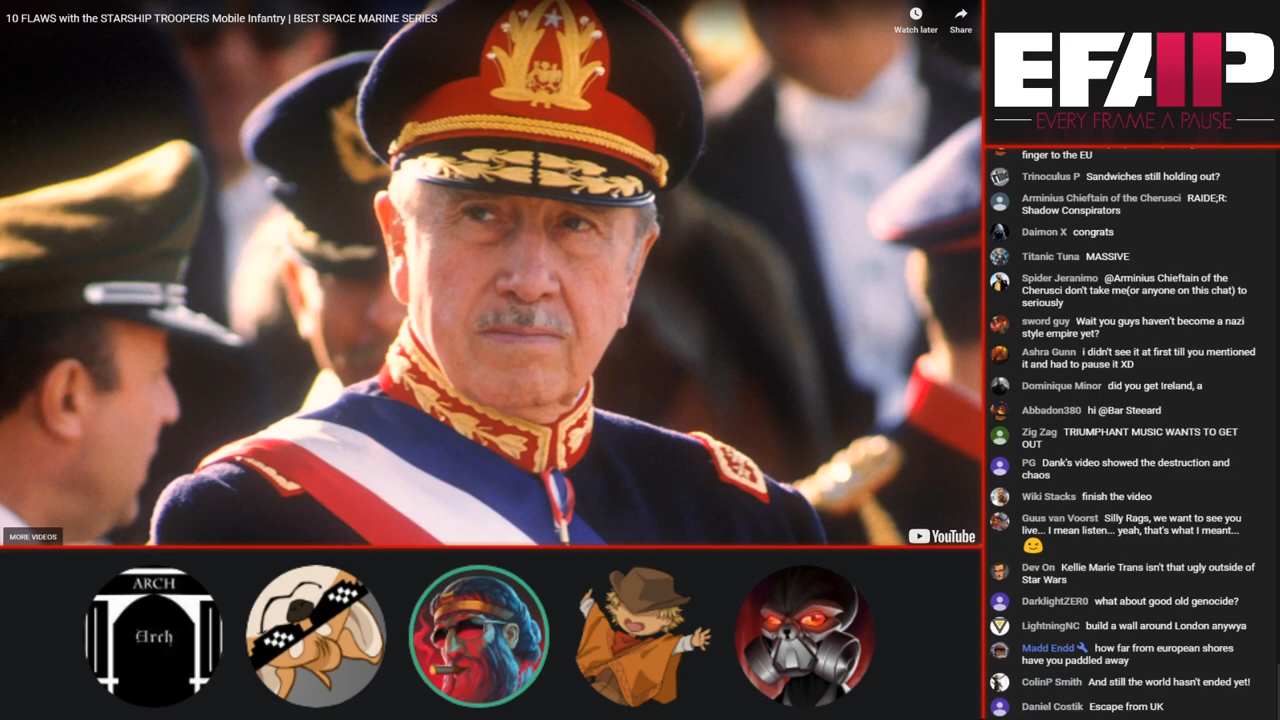 10 FLAWS with the STARSHIP TROOPERS Mobile Infantry | BEST SPACE MARINE SERIES
Watch later
Share
MORE VIDEOS
YouTube
ARCH
Arch
EFAP
EVERY FRAME A PAUSE
finger to the EU
Trinoculus P Sandwiches still holding out?
Arminius Chieftain of the Cherusci RAIDE;R:
Shadow Conspirators
Daimon X congrats
Titanic Tuna MASSIVE
Spider Jeranimo @Arminius Chieftain of the
Cherusci don't take me(or anyone on this chat) to
seriously
sword guy Wait you guys haven't become a nazi
style empire yet?
Ashra Gunn i didn't see it at first till you mentioned
it and had to pause it XD
Dominique Minor did you get Ireland, a
Abbadon380 hi @Bar Steeard
Zig Zag TRIUMPHANT MUSIC WANTS TO GET
OUT
PG Dank's video showed the destruction and
chaos
Wiki Stacks finish the video
Guus van Voorst Silly Rags, we want to see you
live... I mean listen... yeah, that's what I meant...
Dev On Kellie Marie Trans isn't that ugly outside of
Star Wars
DarklightZER0 what about good old genocide?
LightningNC build a wall around London anywya
Madd Endd how far from european shores
have you paddled away
ColinP Smith And still the world hasn't ended yet!
Daniel Costik Escape from UK